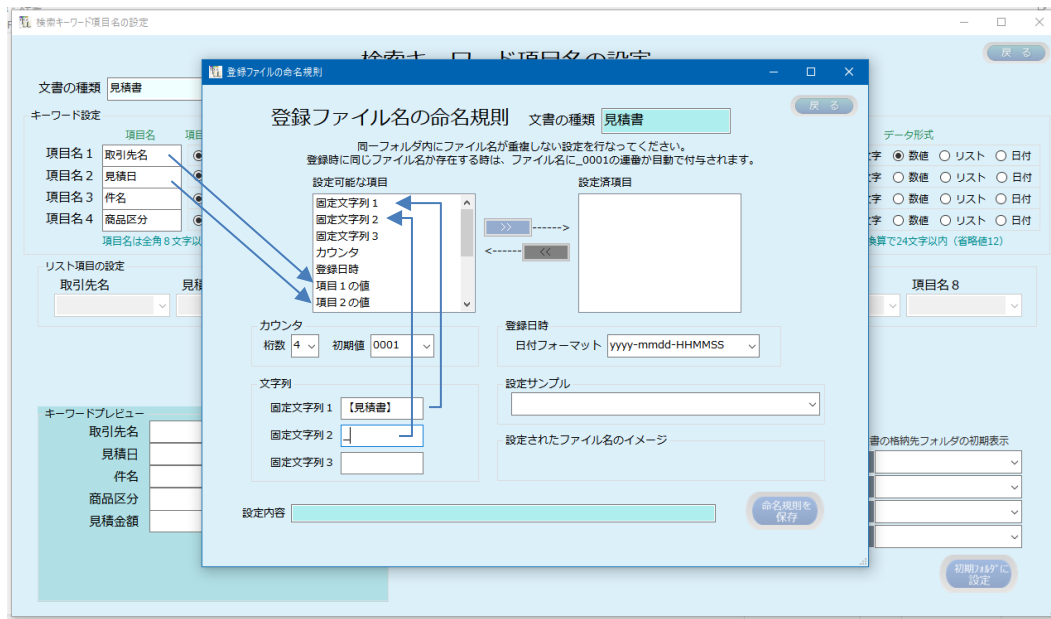 検索キーワード項目名の設定
検索キーワード項目名の設定
戻 る
文書の種類 見積書
キーワード設定
項目名
項目名１ 取引先名
項目名２ 見積日
項目名３ 件名
項目名４ 商品区分
項目名は全角８文字以
データ形式
字 数値 リスト 日付
字 数値 リスト 日付
字 数値 リスト 日付
字 数値 リスト 日付
換算で24文字以内（省略値12）
リスト項目の設定
取引先名
項目名８
キーワードプレビュー
取引先名
見積日
件名
商品区分
見積金額
書の格納先フォルダの初期表示
初期ﾌｫﾙﾀﾞに
設定
登録ファイルの命名規則
登録ファイル名の命名規則 文書の種類 見積書
戻 る
同一フォルダ内にファイル名が重複しない設定を行なってください。
登録時に同じファイル名が存在する時は、ファイル名に_0001の連番が自動で付与されます。
設定可能な項目
設定済項目
固定文字列１
固定文字列２
固定文字列３
カウンタ
登録日時
項目１の値
項目２の値
>> ------>
<------ <<
カウンタ
桁数 4 初期値 0001
登録日時
日付フォーマット yyyy-mmdd-HHMMSS
文字列
固定文字列１ 【見積書】
固定文字列２ _
固定文字列３
設定サンプル
設定されたファイル名のイメージ
設定内容
命名規則を
保存